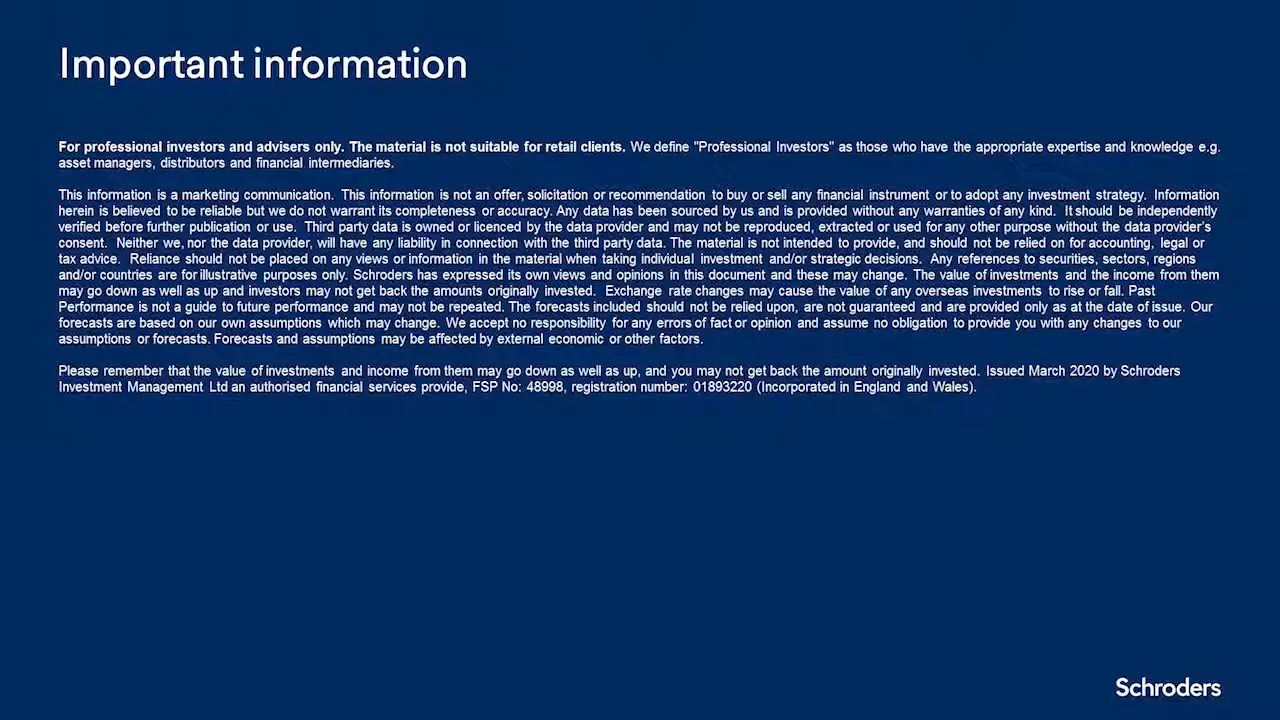 Important information
For professional investors and advisers only. The material is not suitable for retail clients. We define "Professional Investors" as those who have the appropriate expertise and knowledge e.g.
asset managers, distributors and financial intermediaries.
This information is a marketing communication. This information is not an offer, solicitation or recommendation to buy or sell any financial instrument or to adopt any investment strategy. Information
herein is believed to be reliable but we do not warrant its completeness or accuracy. Any data has been sourced by us and is provided without any warranties of any kind. It should be independently
verified before further publication or use. Third party data is owned or licenced by the data provider and may not be reproduced, extracted or used for any other purpose without the data provider's
consent. Neither we, nor the data provider, will have any liability in connection with the third party data. The material is not intended to provide, and should not be relied on for accounting, legal or
tax advice. Reliance should not be placed on any views or information in the material when taking individual investment and/or strategic decisions. Any references to securities, sectors, regions
and/or countries are for illustrative purposes only. Schroders has expressed its own views and opinions in this document and these may change. The value of investments and the income from them
may go down as well as up and investors may not get back the amounts originally invested. Exchange rate changes may cause the value of any overseas investments to rise or fall. Past
Performance is not a guide to future performance and may not be repeated. The forecasts included should not be relied upon, are not guaranteed and are provided only as at the date of issue. Our
forecasts are based on our own assumptions which may change. We accept no responsibility for any errors of fact or opinion and assume no obligation to provide you with any changes to our
assumptions or forecasts. Forecasts and assumptions may be affected by external economic or other factors.
Please remember that the value of investments and income from them may go down as well as up, and you may not get back the amount originally invested. Issued March 2020 by Schroders
Investment Management Ltd an authorised financial services provide, FSP No: 48998, registration number: 01893220 (Incorporated in England and Wales).
Schroders